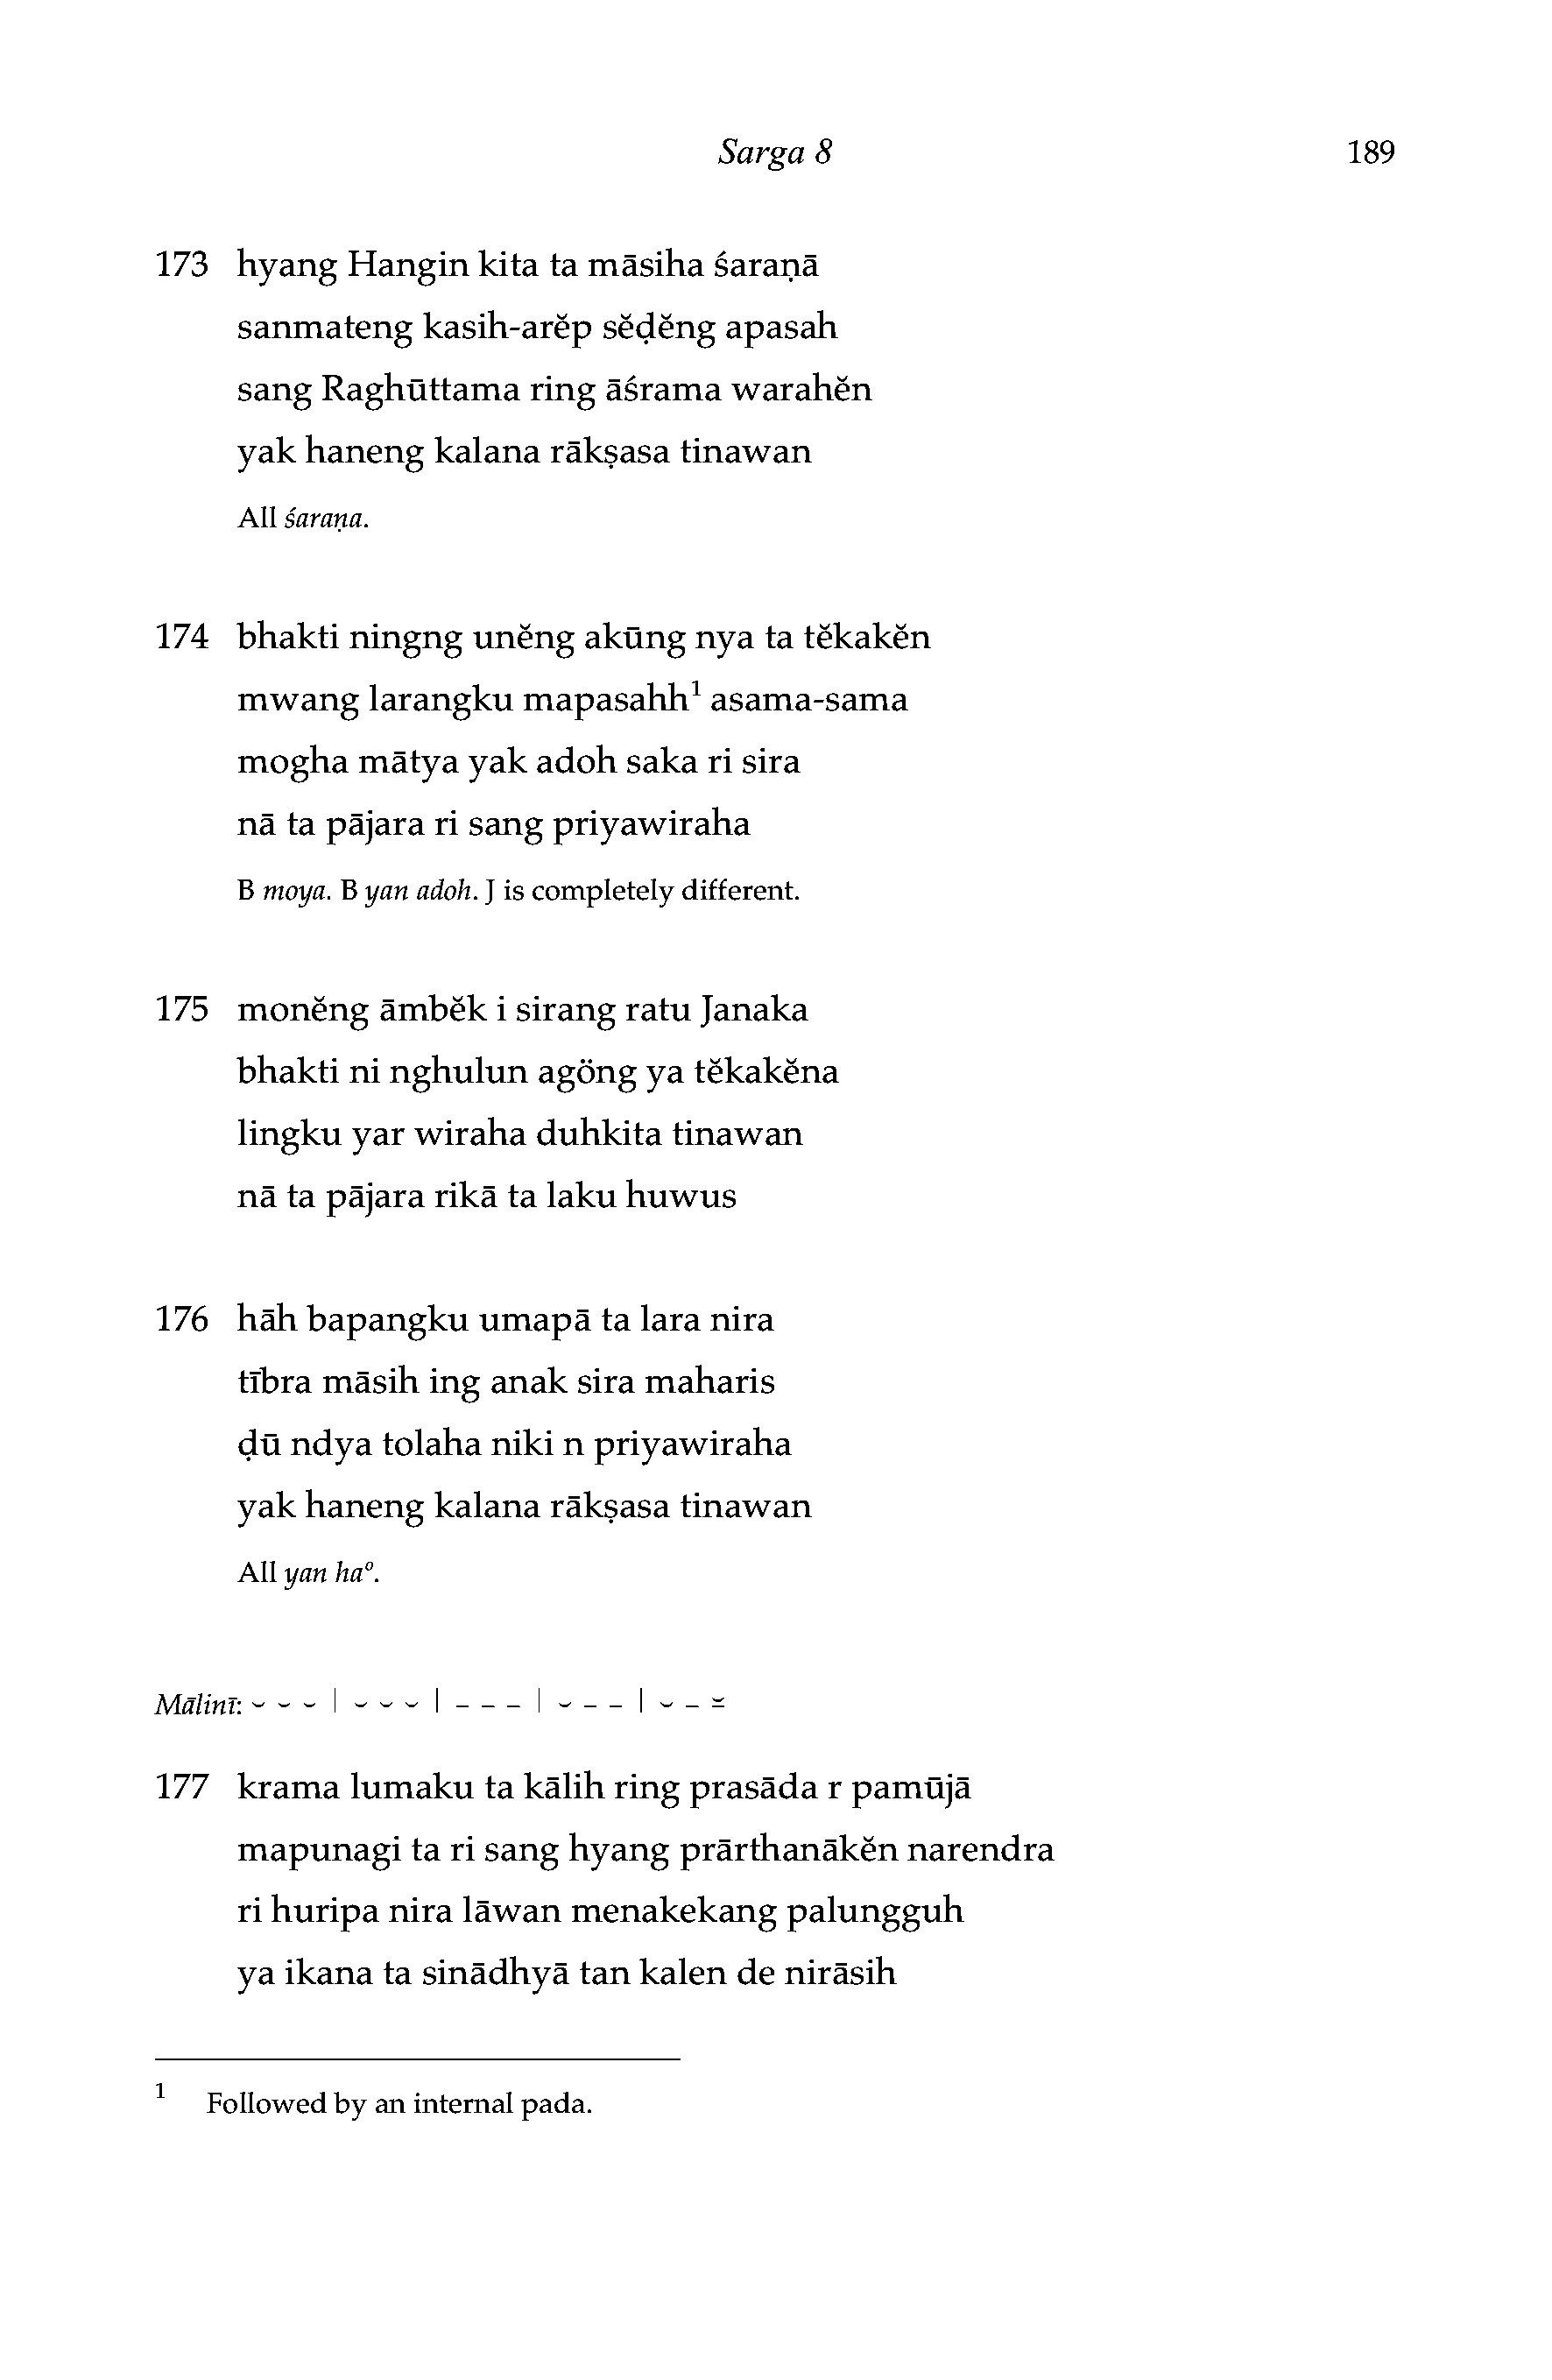 Sarga 8 189
173 hyang Hangin kita ta māsiha śaraṇā
sanmateng kasih-arĕp sĕḍĕng apasah
sang Raghūttama ring āśrama warahĕn
yak haneng kalana rākṣasa tinawan
All śaraṇa.
174 bhakti ningng unĕng akūng nya ta tĕkakĕn
mwang larangku mapasahh¹ asama-sama
mogha mātya yak adoh saka ri sira
nā ta pājara ri sang priyawiraha
B moya. B yan adoh. J is completely different.
175 monĕng āmbĕk i sirang ratu Janaka
bhakti ni nghulun agöng ya tĕkakĕna
lingku yar wiraha duhkita tinawan
nā ta pājara rikā ta laku huwus
176 hāh bapangku umapā ta lara nira
tībra māsih ing anak sira maharis
ḍū ndya tolaha niki n priyawiraha
yak haneng kalana rākṣasa tinawan
All yan haº.
Mālinī: ⏑ ⏑ ⏑ | ⏑ ⏑ ⏑ | – – – | ⏑ – – | ⏑ – ⏓
177 krama lumaku ta kālih ring prasāda r pamūjā
mapunagi ta ri sang hyang prārthanākĕn narendra
ri huripa nira lāwan menakekang palungguh
ya ikana ta sinādhyā tan kalen de nirāsih
¹ Followed by an internal pada.